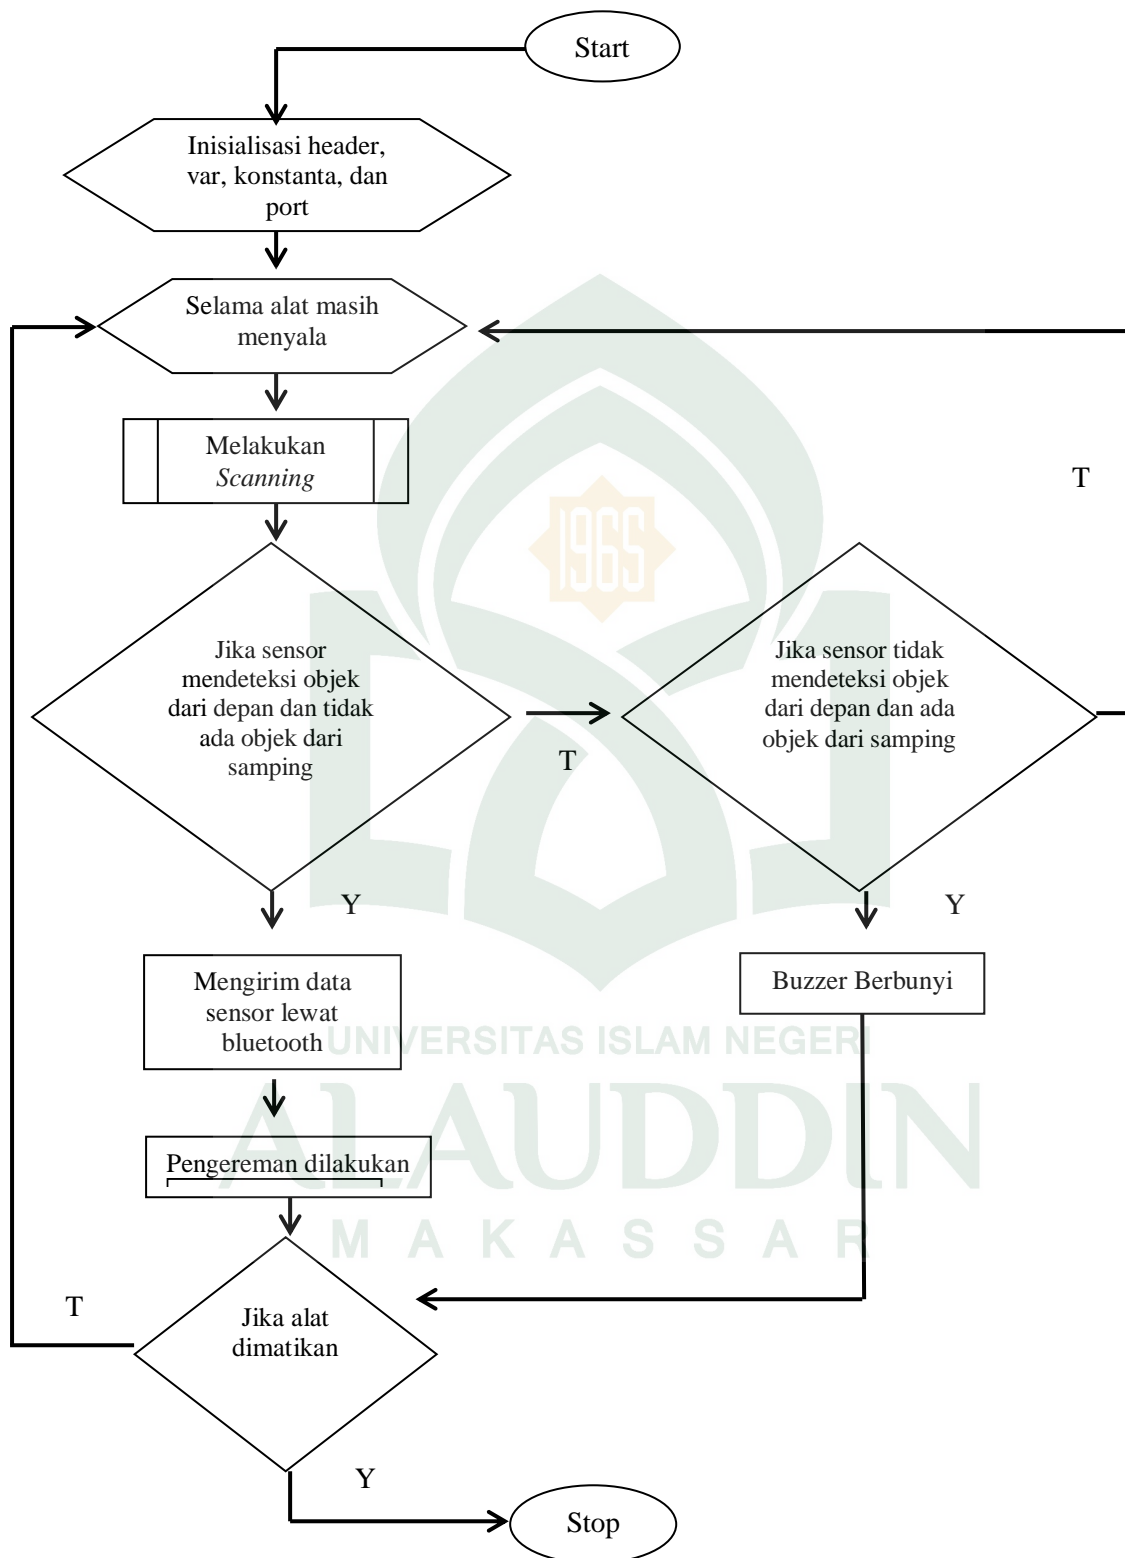 Start
Inisialisasi header,
var, konstanta, dan
port
Selama alat masih
menyala
Melakukan
Scanning
T
1965
Jika sensor
mendeteksi objek
dari depan dan tidak
ada objek dari
samping
T
Jika sensor tidak
mendeteksi objek
dari depan dan ada
objek dari samping
Y
Y
Mengirim data
sensor lewat
bluetooth
Buzzer Berbunyi
UNIVERSITAS ISLAM NEGERI
ALAUDDIN
MAKASSAR
Pengereman dilakukan
T
Jika alat
dimatikan
Y
Stop